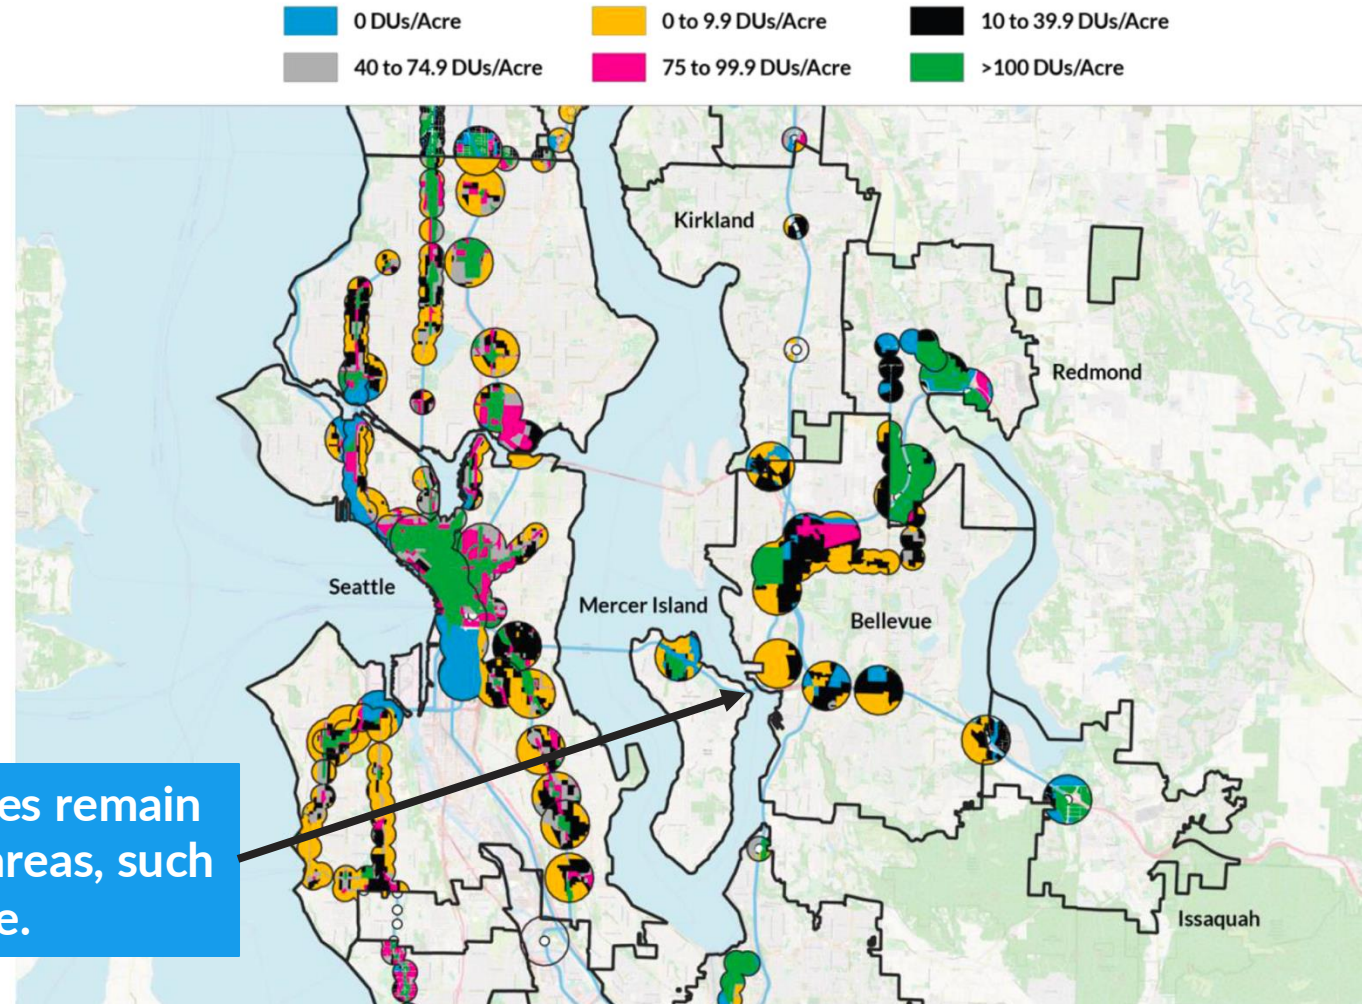 0 DUs/Acre
0 to 9.9 DUs/Acre
10 to 39.9 DUs/Acre
40 to 74.9 DUs/Acre
75 to 99.9 DUs/Acre
>100 DUs/Acre
Kirkland
Redmond
Seattle
Mercer Island
Bellevue
es remain
areas, such
e.
Issaquah